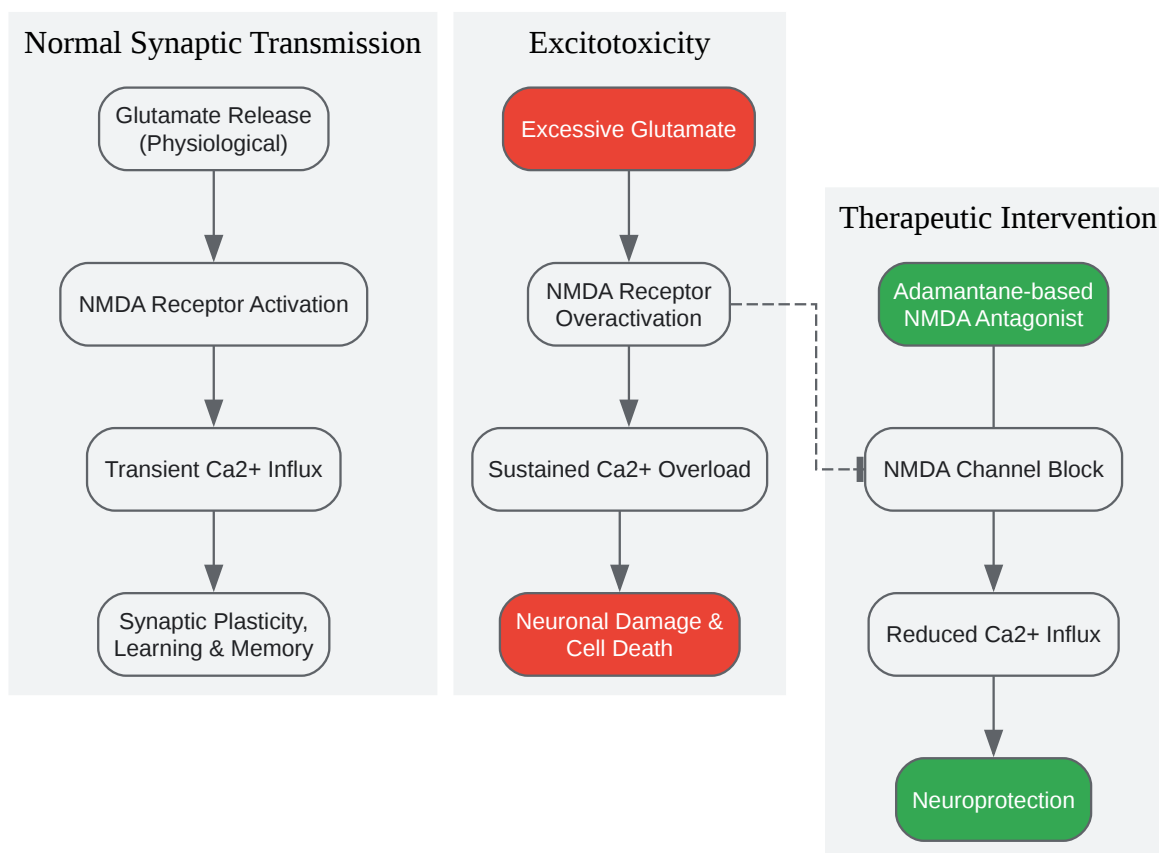 Normal Synaptic Transmission
Glutamate Release
(Physiological)
NMDA Receptor Activation
Transient Ca2+ Influx
Synaptic Plasticity,
Learning & Memory
Excitotoxicity
Excessive Glutamate
NMDA Receptor
Overactivation
Sustained Ca2+ Overload
Neuronal Damage &
Cell Death
Therapeutic Intervention
Adamantane-based
NMDA Antagonist
NMDA Channel Block
Reduced Ca2+ Influx
Neuroprotection